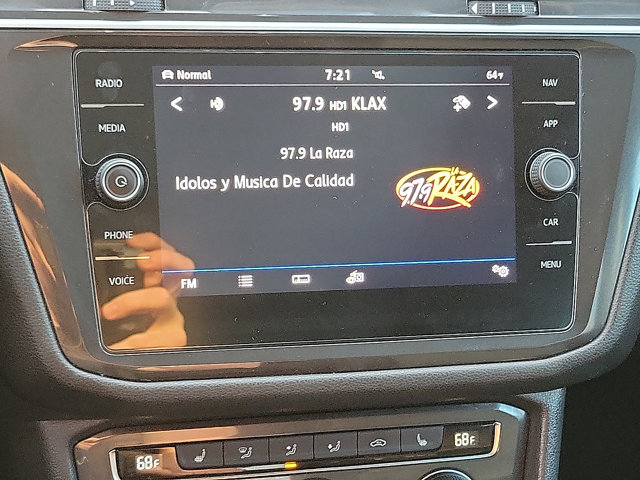 RADIO
MEDIA
PHONE
VOICE
Normal
7:21
64°F
97.9 HD1 KLAX
HD1
97.9 La Raza
Idolos y Musica De Calidad
LA
97.9 RAZA
FM
NAV
APP
CAR
MENU
68°F
68°F